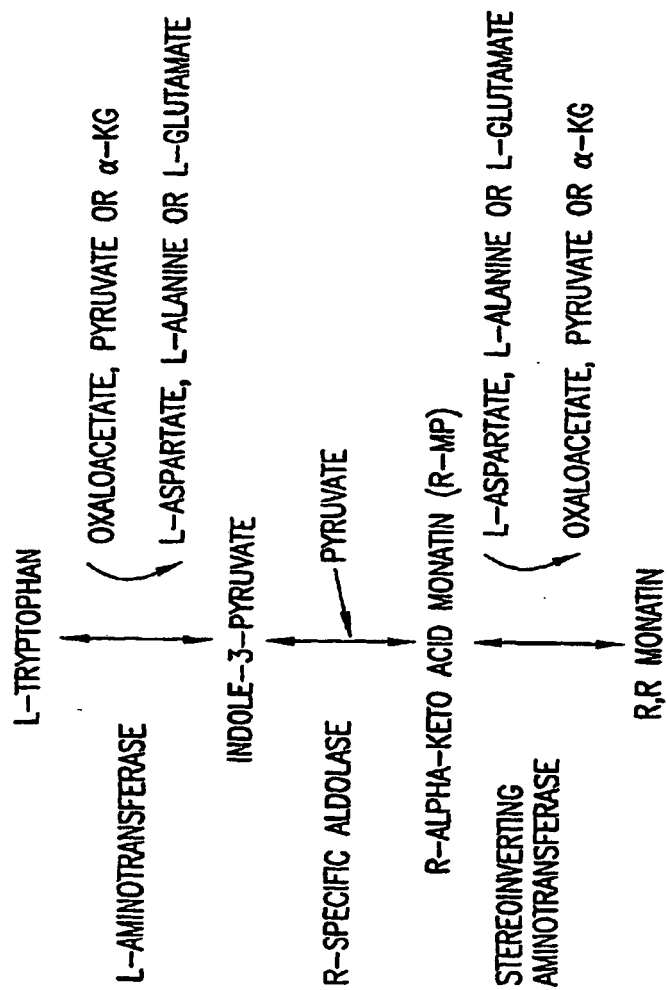 L-TRYPTOPHAN
L-AMINOTRANSFERASE
OXALOACETATE, PYRUVATE OR α-KG
L-ASPARTATE, L-ALANINE OR L-GLUTAMATE
INDOLE-3-PYRUVATE
R-SPECIFIC ALDOLASE
PYRUVATE
R-ALPHA-KETO ACID MONATIN (R-MP)
STEREOINVERTING
AMINOTRANSFERASE
L-ASPARTATE, L-ALANINE OR L-GLUTAMATE
OXALOACETATE, PYRUVATE OR α-KG
R,R MONATIN